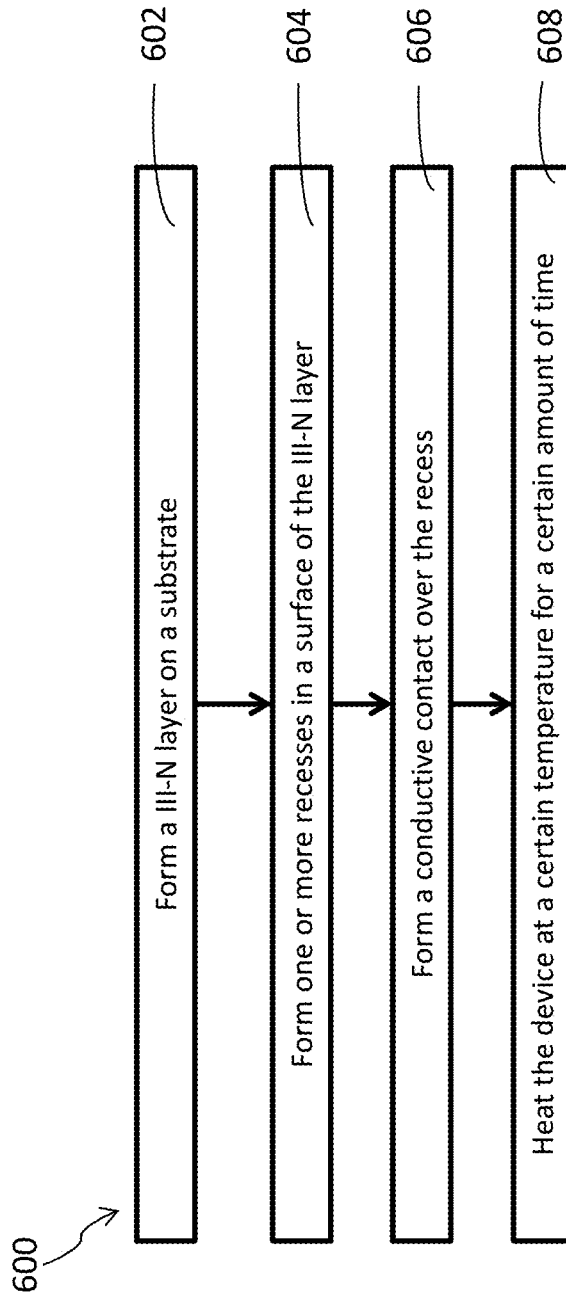 600
Form a III-N layer on a substrate
602
Form one or more recesses in a surface of the III-N layer
604
Form a conductive contact over the recess
606
Heat the device at a certain temperature for a certain amount of time
608